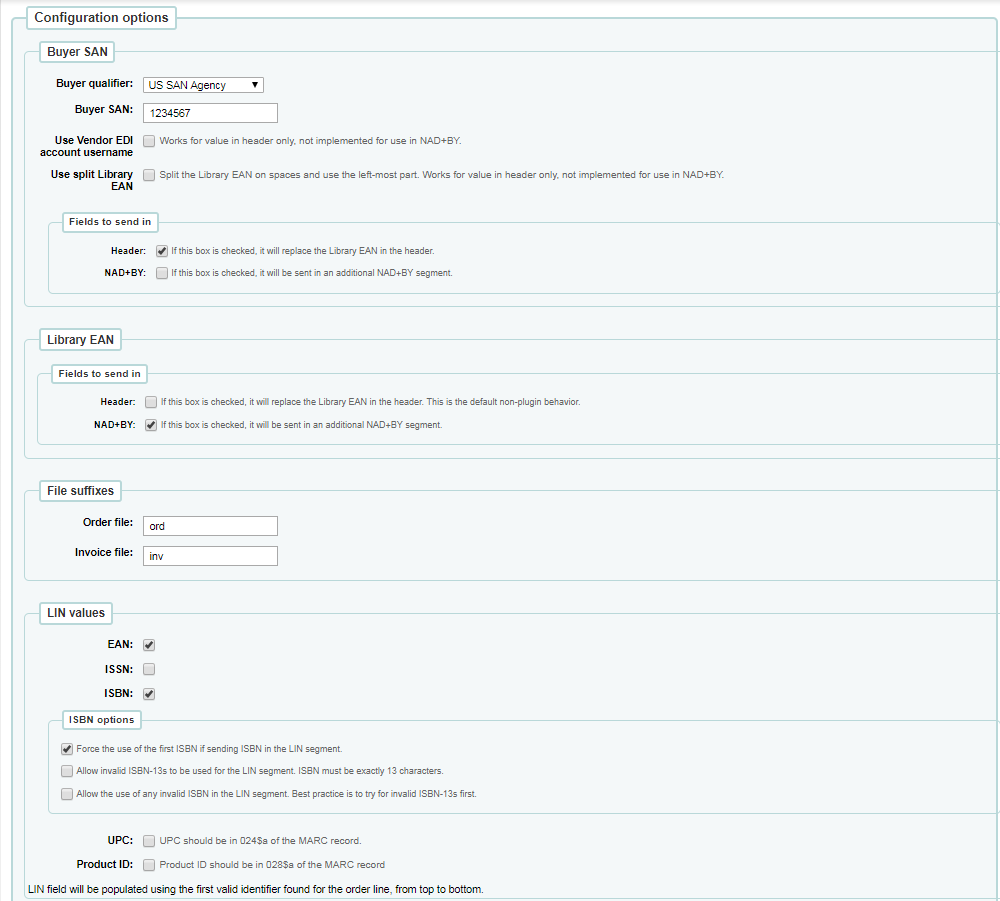 Configuration options
Buyer SAN
Buyer qualifier: US SAN Agency
Buyer SAN: 1234567
Use Vendor EDI Works for value in header only, not implemented for use in NAD+BY.
account username
Use split Library Split the Library EAN on spaces and use the left-most part. Works for value in header only, not implemented for use in NAD+BY.
EAN
Fields to send in
Header: If this box is checked, it will replace the Library EAN in the header.
NAD+BY: If this box is checked, it will be sent in an additional NAD+BY segment.
Library EAN
Fields to send in
Header: If this box is checked, it will replace the Library EAN in the header. This is the default non-plugin behavior.
NAD+BY: If this box is checked, it will be sent in an additional NAD+BY segment.
File suffixes
Order file: ord
Invoice file: inv
LIN values
EAN:
ISSN:
ISBN:
ISBN options
Force the use of the first ISBN if sending ISBN in the LIN segment.
Allow invalid ISBN-13s to be used for the LIN segment. ISBN must be exactly 13 characters.
Allow the use of any invalid ISBN in the LIN segment. Best practice is to try for invalid ISBN-13s first.
UPC: UPC should be in 024$a of the MARC record.
Product ID: Product ID should be in 028$a of the MARC record
LIN field will be populated using the first valid identifier found for the order line, from top to bottom.